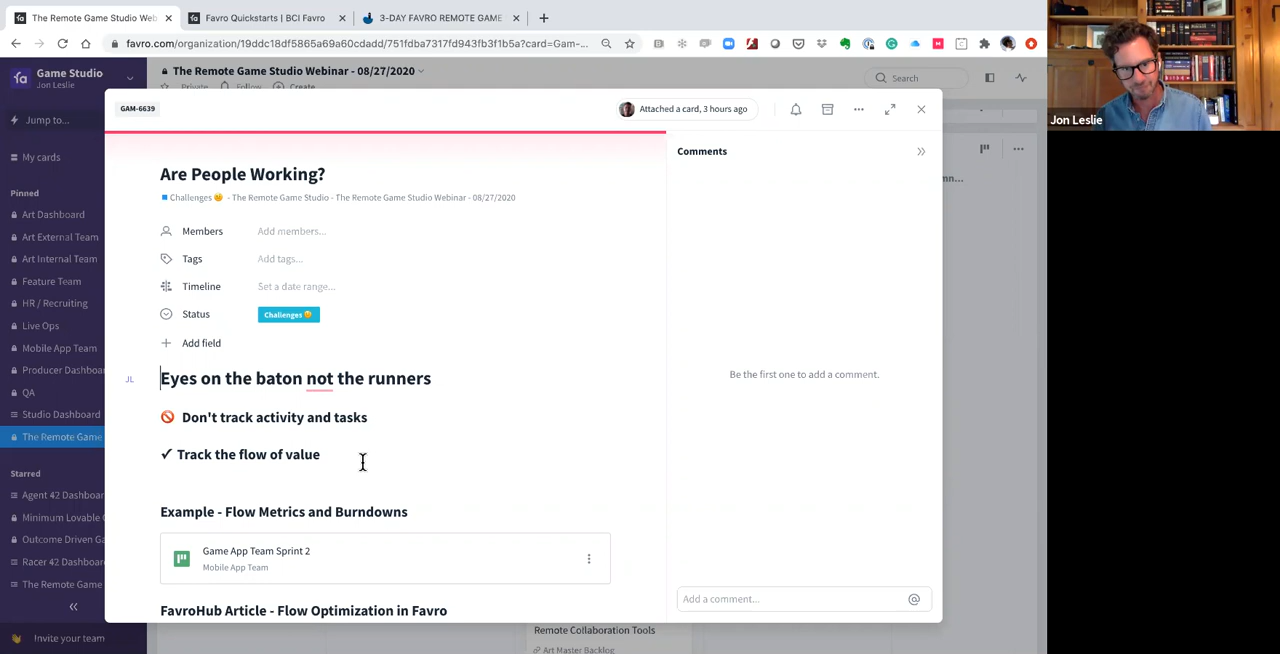 The Remote Game Studio Web
Favro Quickstarts | BCI Favro
3-DAY FAVRO REMOTE GAME
favro.com/organization/19ddc18df5865a69a60cdadd/751fdba7317fd943fb3f1b5a?card=Gam-...
Game Studio
Jon Leslie
The Remote Game Studio Webinar - 08/27/2020
Private
Follow
Create
Search
Jump to...
My cards
Pinned
Art Dashboard
Art External Team
Art Internal Team
Feature Team
HR / Recruiting
Live Ops
Mobile App Team
Producer Dashboa
QA
Studio Dashboard
The Remote Game
Starred
Agent 42 Dashboar
Minimum Lovable
Outcome Driven Ga
Racer 42 Dashboar
The Remote Game
Invite your team
GAM-6639
Attached a card, 3 hours ago
Are People Working?
Challenges 😕 - The Remote Game Studio - The Remote Game Studio Webinar - 08/27/2020
Members Add members...
Tags Add tags...
Timeline Set a date range...
Status Challenges 😕
+ Add field
JL
Eyes on the baton not the runners
🚫 Don't track activity and tasks
✓ Track the flow of value
Example - Flow Metrics and Burndowns
Game App Team Sprint 2
Mobile App Team
FavroHub Article - Flow Optimization in Favro
Comments
Be the first one to add a comment.
Add a comment...
Remote Collaboration Tools
Art Master Backlog
Jon Leslie